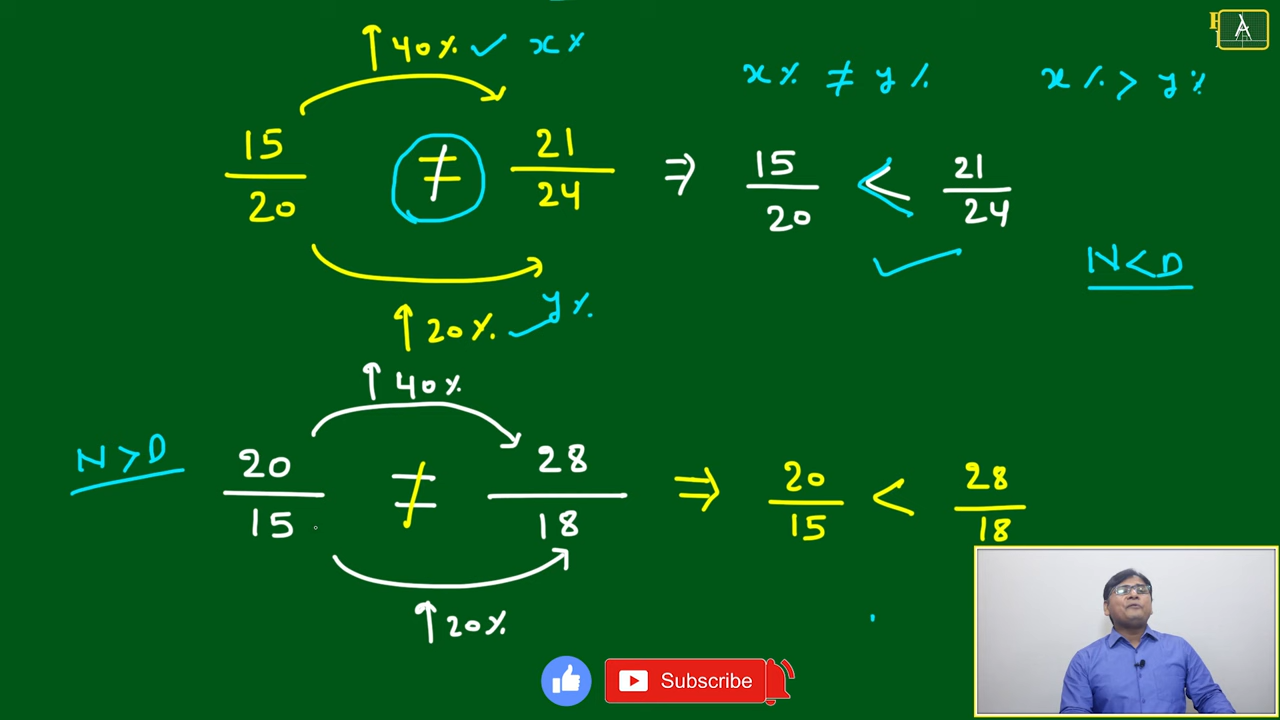 ↑ 40% ✓ x%
x% ≠ y% x% > y%
15/20 ≠ 21/24 ⇒ 15/20 < 21/24
✓
N<D
↑ 20% ✓ y%
↑ 40%
N>D
20/15 ≠ 28/18 ⇒ 20/15 < 28/18
↑ 20%
Subscribe